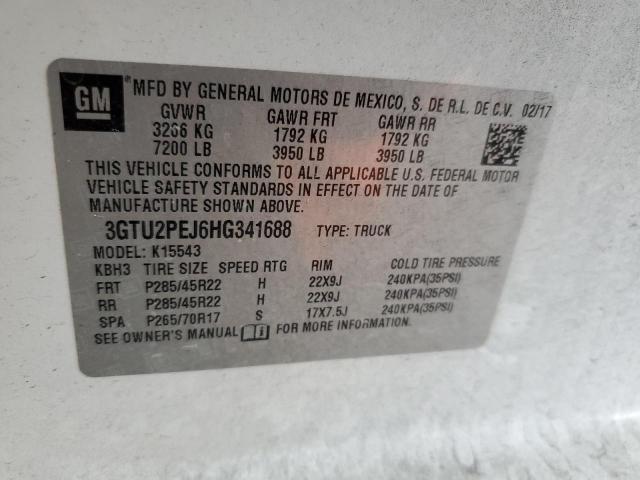 GM
®MFD BY GENERAL MOTORS DE MEXICO, S. DE R.L. DE C.V. 02/17
GVWR GAWR FRT GAWR RR
3266 KG 1792 KG 1792 KG
7200 LB 3950 LB 3950 LB
THIS VEHICLE CONFORMS TO ALL APPLICABLE U.S. FEDERAL MOTOR
VEHICLE SAFETY STANDARDS IN EFFECT ON THE DATE OF
MANUFACTURE SHOWN ABOVE.
3GTU2PEJ6HG341688 TYPE: TRUCK
MODEL: K15543
KBH3 TIRE SIZE SPEED RTG RIM COLD TIRE PRESSURE
FRT P285/45R22 H 22X9J 240KPA(35PSI)
RR P285/45R22 H 22X9J 240KPA(35PSI)
SPA P265/70R17 S 17X7.5J 240KPA(35PSI)
SEE OWNER'S MANUAL FOR MORE INFORMATION.